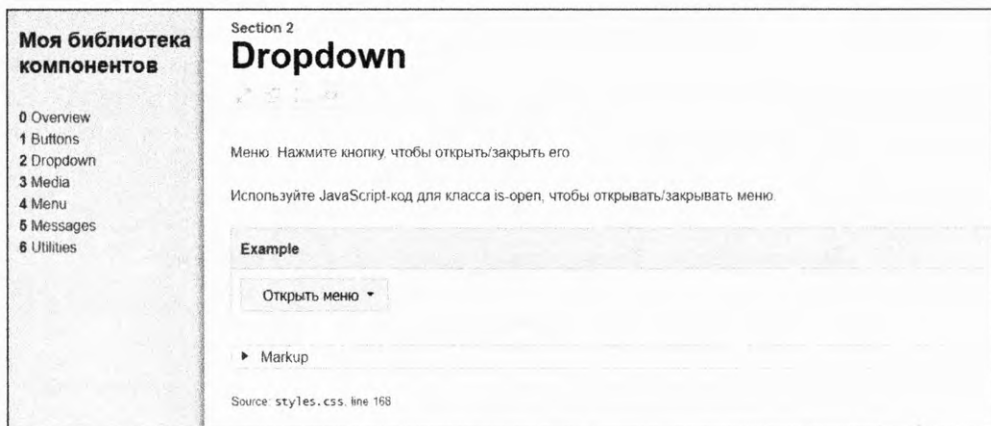 Моя библиотека
компонентов
0 Overview
1 Buttons
2 Dropdown
3 Media
4 Menu
5 Messages
6 Utilities
Section 2
Dropdown
Меню. Нажмите кнопку, чтобы открыть/закрыть его
Используйте JavaScript-код для класса is-open, чтобы открывать/закрывать меню.
Example
Открыть меню
Markup
Source: styles.css, line 168